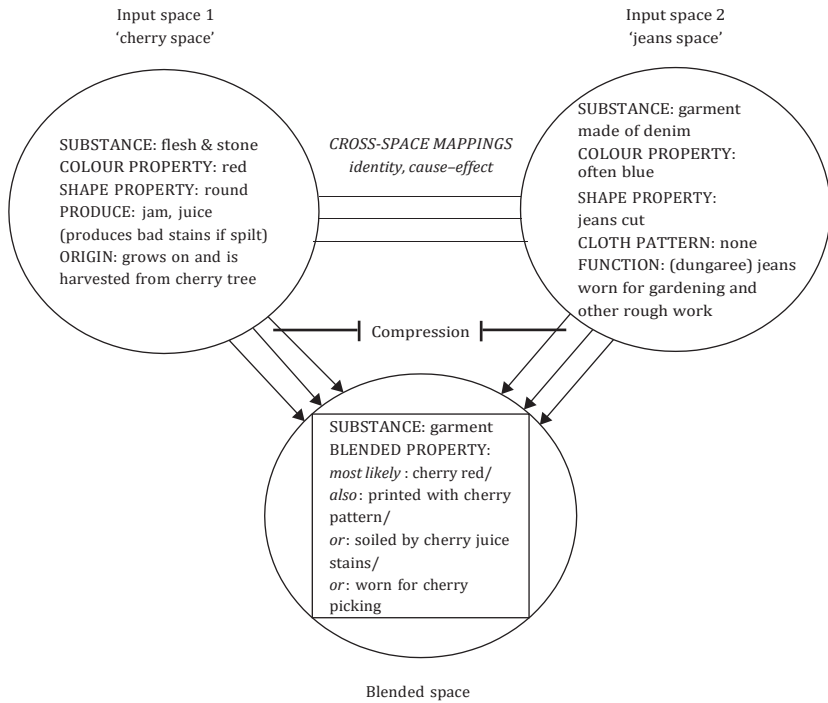 Input space 1
'cherry space'
Input space 2
'jeans space'
SUBSTANCE: flesh & stone
COLOUR PROPERTY: red
SHAPE PROPERTY: round
PRODUCE: jam, juice
(produces bad stains if spilt)
ORIGIN: grows on and is
harvested from cherry tree
CROSS-SPACE MAPPINGS
identity, cause–effect
SUBSTANCE: garment
made of denim
COLOUR PROPERTY:
often blue
SHAPE PROPERTY:
jeans cut
CLOTH PATTERN: none
FUNCTION: (dungaree) jeans
worn for gardening and
other rough work
Compression
SUBSTANCE: garment
BLENDED PROPERTY:
most likely : cherry red/
also : printed with cherry
pattern/
or : soiled by cherry juice
stains/
or : worn for cherry
picking
Blended space